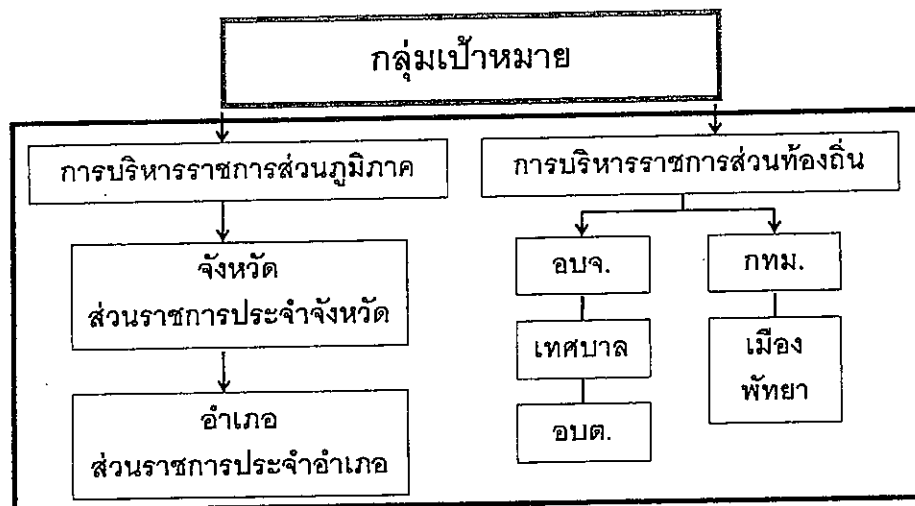 กลุ่มเป้าหมาย
การบริหารราชการส่วนภูมิภาค
จังหวัด
ส่วนราชการประจำจังหวัด
อำเภอ
ส่วนราชการประจำอำเภอ
การบริหารราชการส่วนท้องถิ่น
อบจ.
เทศบาล
อบต.
กทม.
เมือง
พัทยา